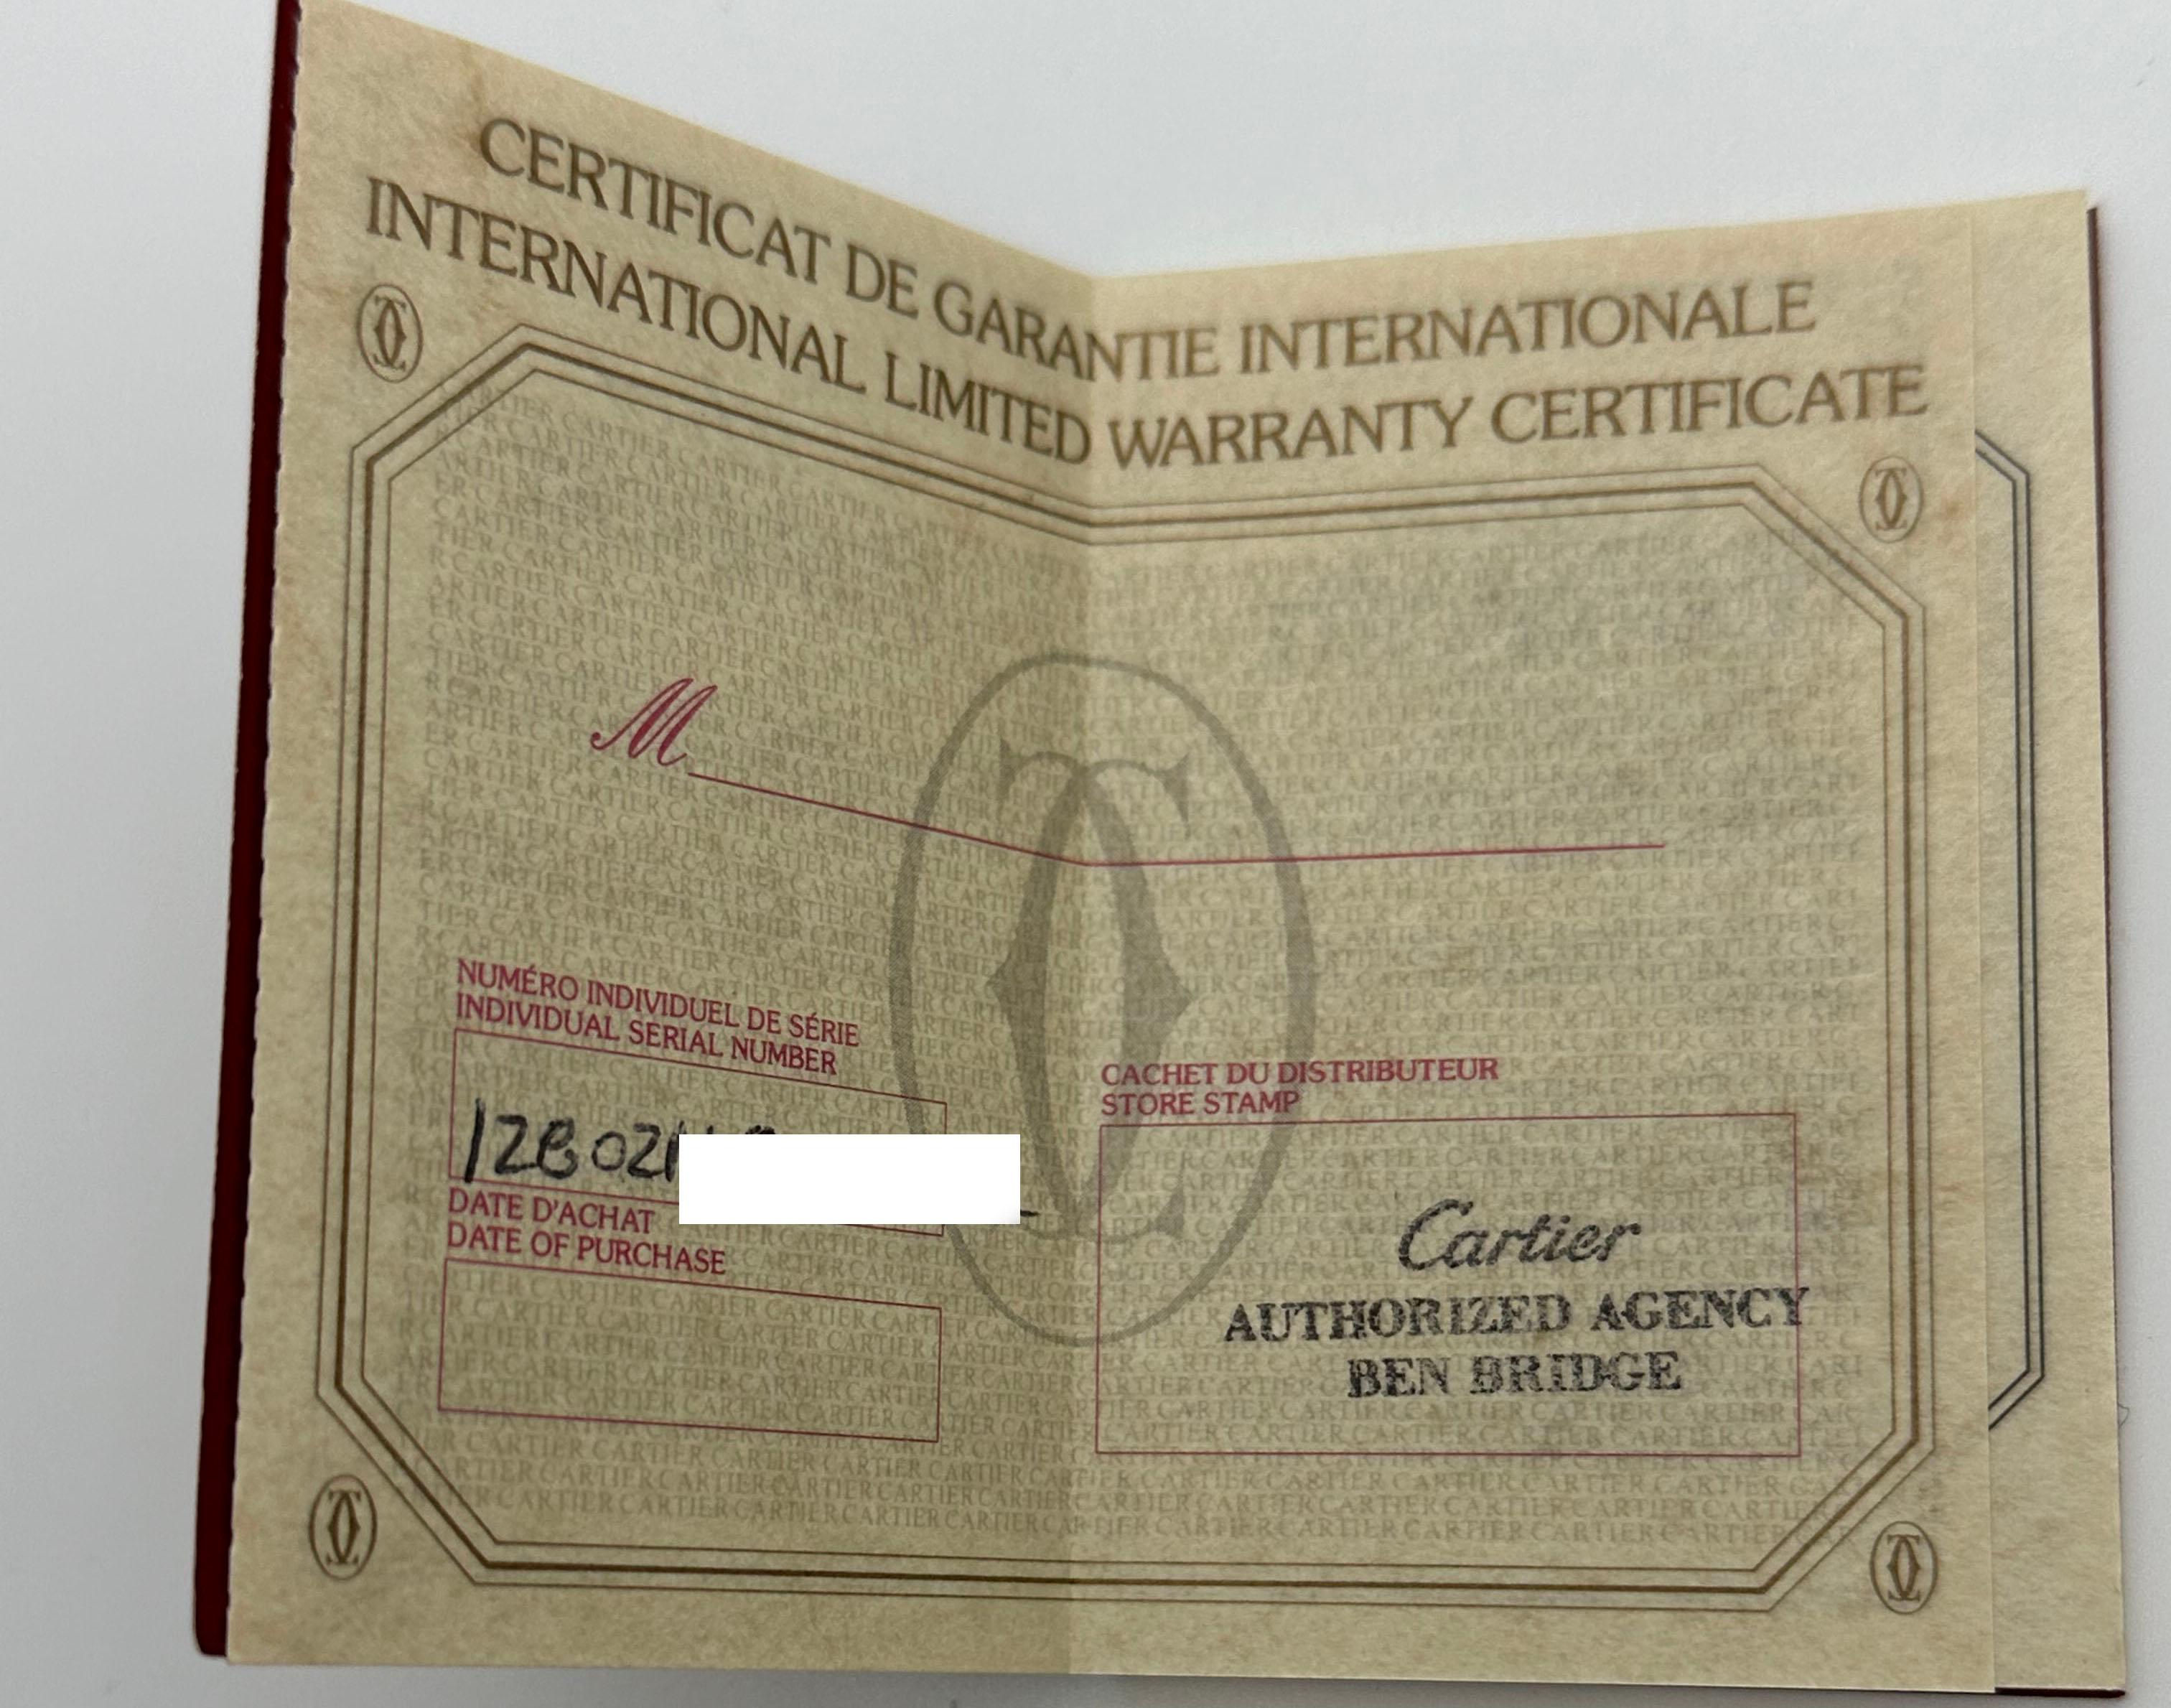 CERTIFICAT DE GARANTIE INTERNATIONALE
INTERNATIONAL LIMITED WARRANTY CERTIFICATE
M
NUMÉRO INDIVIDUEL DE SÉRIE
INDIVIDUAL SERIAL NUMBER
DATE D'ACHAT
DATE OF PURCHASE
CACHET DU DISTRIBUTEUR
STORE STAMP
Cartier
AUTHORIZED AGENCY
BEN BRIDGE